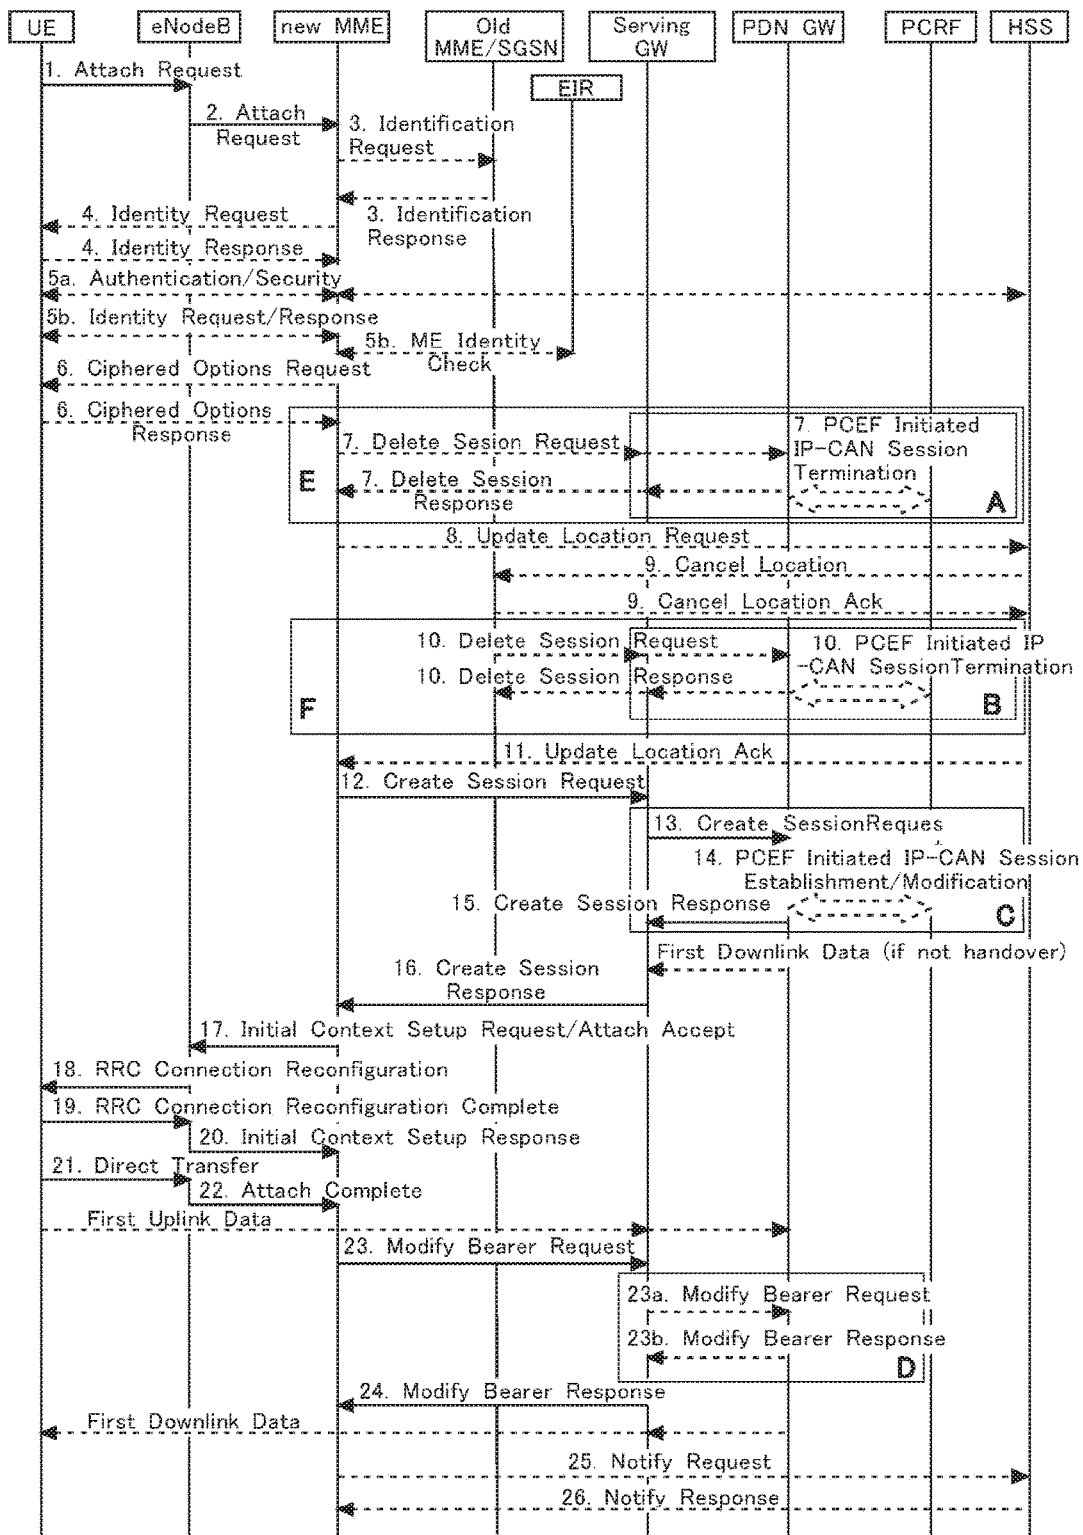 UE
eNodeB
new MME
Old
MME/SGSN
Serving
GW
PDN GW
PCRF
HSS
EIR
1. Attach Request
2. Attach
Request
3. Identification
Request
3. Identification
Response
4. Identity Request
4. Identity Response
5a. Authentication/Security
5b. Identity Request/Response
5b. ME Identity
Check
6. Ciphered Options Request
6. Ciphered Options
Response
7. Delete Sesion Request
7. PCEF Initiated
IP-CAN Session
Termination
7. Delete Session
Response
E
A
8. Update Location Request
9. Cancel Location
9. Cancel Location Ack
10. Delete Session Request
10. PCEF Initiated IP
-CAN SessionTermination
10. Delete Session Response
F
B
11. Update Location Ack
12. Create Session Request
13. Create SessionReques
14. PCEF Initiated IP-CAN Session
Establishment/Modification
15. Create Session Response
C
First Downlink Data (if not handover)
16. Create Session
Response
17. Initial Context Setup Request/Attach Accept
18. RRC Connection Reconfiguration
19. RRC Connection Reconfiguration Complete
20. Initial Context Setup Response
21. Direct Transfer
22. Attach Complete
First Uplink Data
23. Modify Bearer Request
23a. Modify Bearer Request
23b. Modify Bearer Response
D
24. Modify Bearer Response
First Downlink Data
25. Notify Request
26. Notify Response